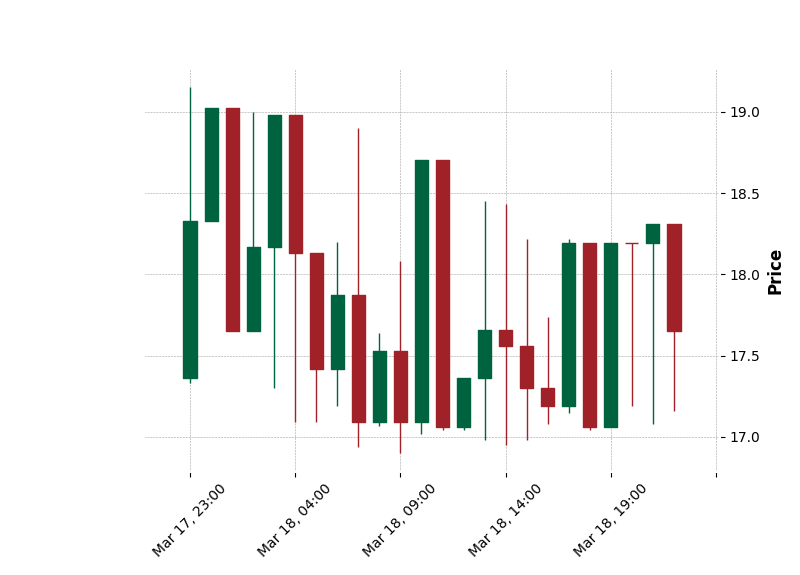 19.0
18.5
18.0
17.5
17.0
Price
Mar 17, 23:00
Mar 18, 04:00
Mar 18, 09:00
Mar 18, 14:00
Mar 18, 19:00